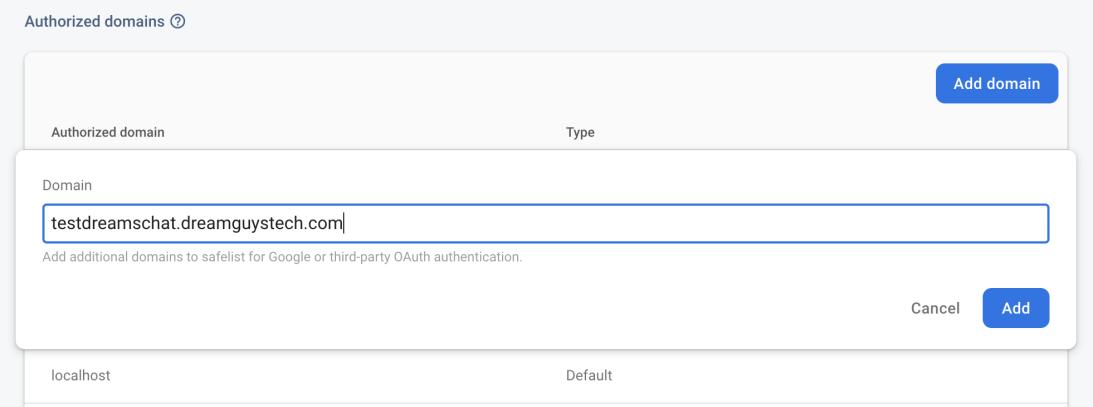 Authorized domains ?
Add domain
Authorized domain Type
Domain
testdreamschat.dreamguystech.com
Add additional domains to safelist for Google or third-party OAuth authentication.
Cancel Add
localhost Default